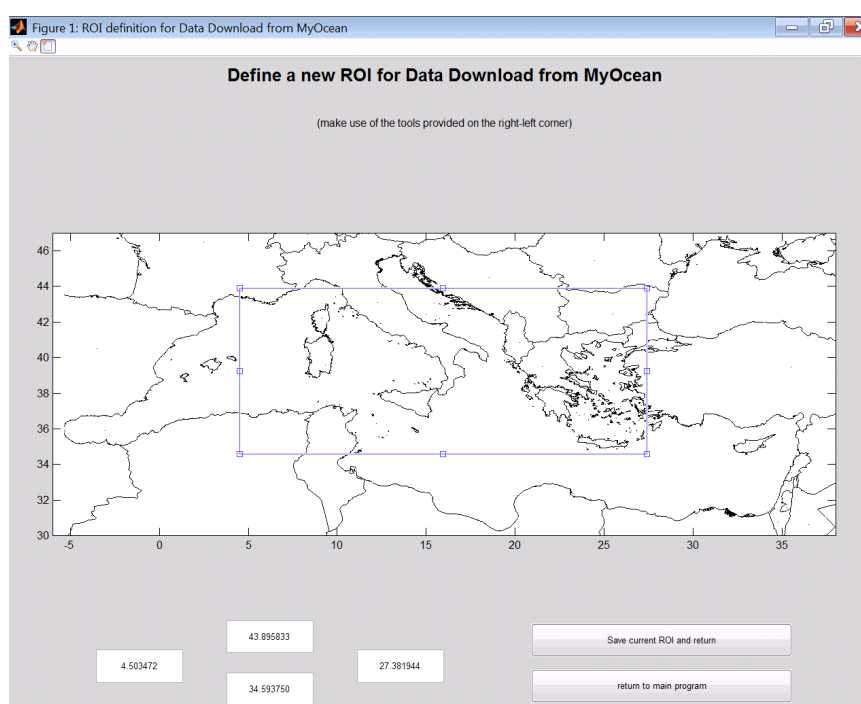 Figure 1: ROI definition for Data Download from MyOcean
Define a new ROI for Data Download from MyOcean
(make use of the tools provided on the right-left corner)
46
44
42
40
38
36
34
32
30
-5 0 5 10 15 20 25 30 35
43.895833
4.503472
27.381944
34.593750
Save current ROI and return
return to main program